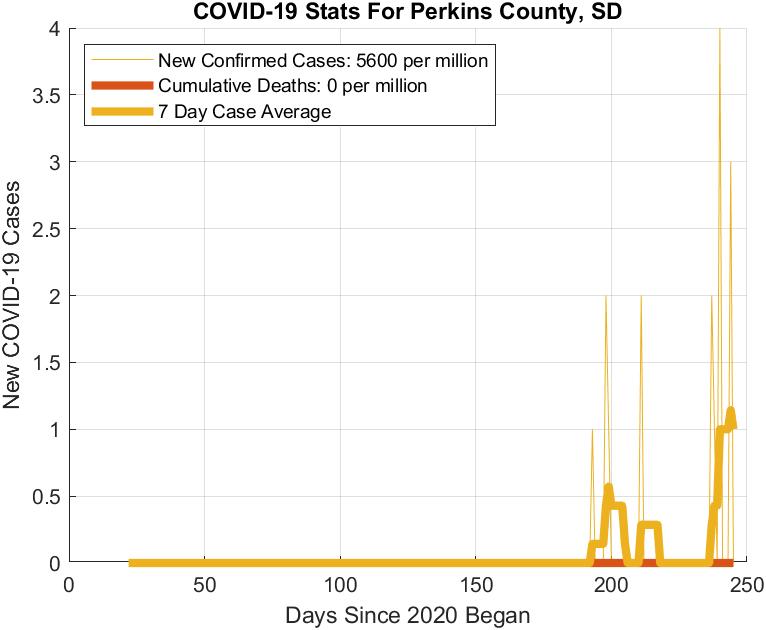 COVID-19 Stats For Perkins County, SD
New Confirmed Cases: 5600 per million
Cumulative Deaths: 0 per million
7 Day Case Average
New COVID-19 Cases
4
3.5
3
2.5
2
1.5
1
0.5
0
0 50 100 150 200 250
Days Since 2020 Began